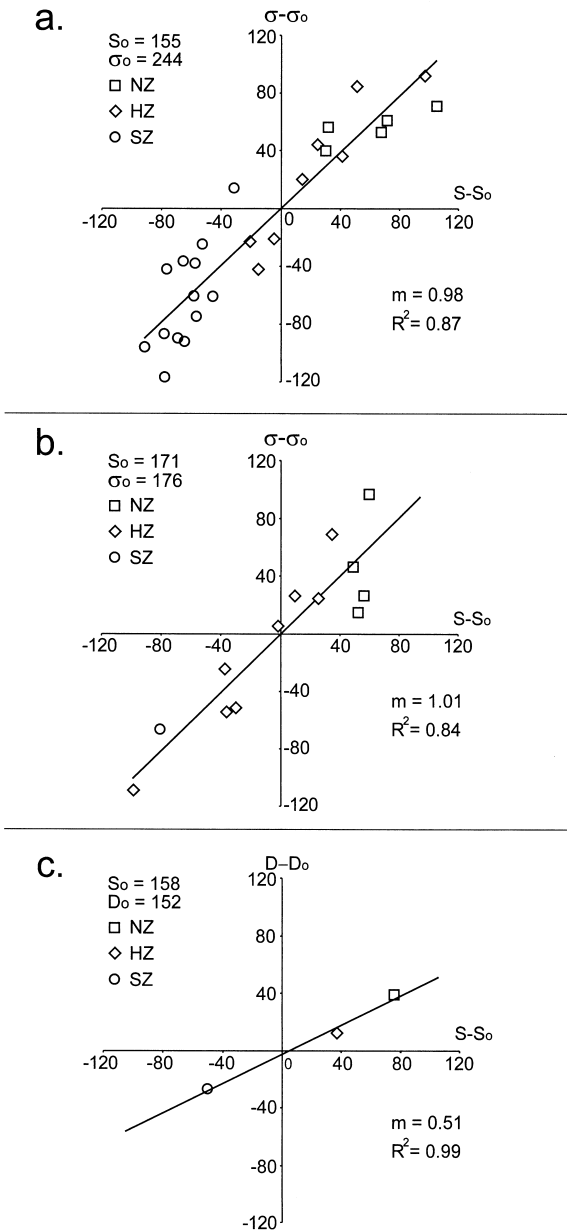 a.
σ-σo
120
So = 155
σo = 244
NZ
HZ
SZ
80
40
S-So
-120 -80 -40 0 40 80 120
-40
m = 0.98
-80
R2 = 0.87
-120
b.
σ-σo
120
So = 171
σo = 176
NZ
HZ
SZ
80
40
S-So
-120 -80 -40 0 40 80 120
-40
m = 1.01
R2 = 0.84
-80
-120
c.
D-Do
120
So = 158
Do = 152
NZ
HZ
SZ
80
40
S-So
-120 -80 -40 0 40 80 120
-40
m = 0.51
R2 = 0.99
-80
-120